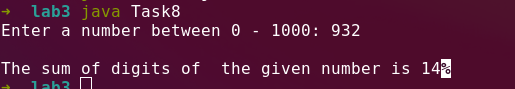 → lab3 java Task8
Enter a number between 0 - 1000: 932
The sum of digits of  the given number is 14%
→ lab3